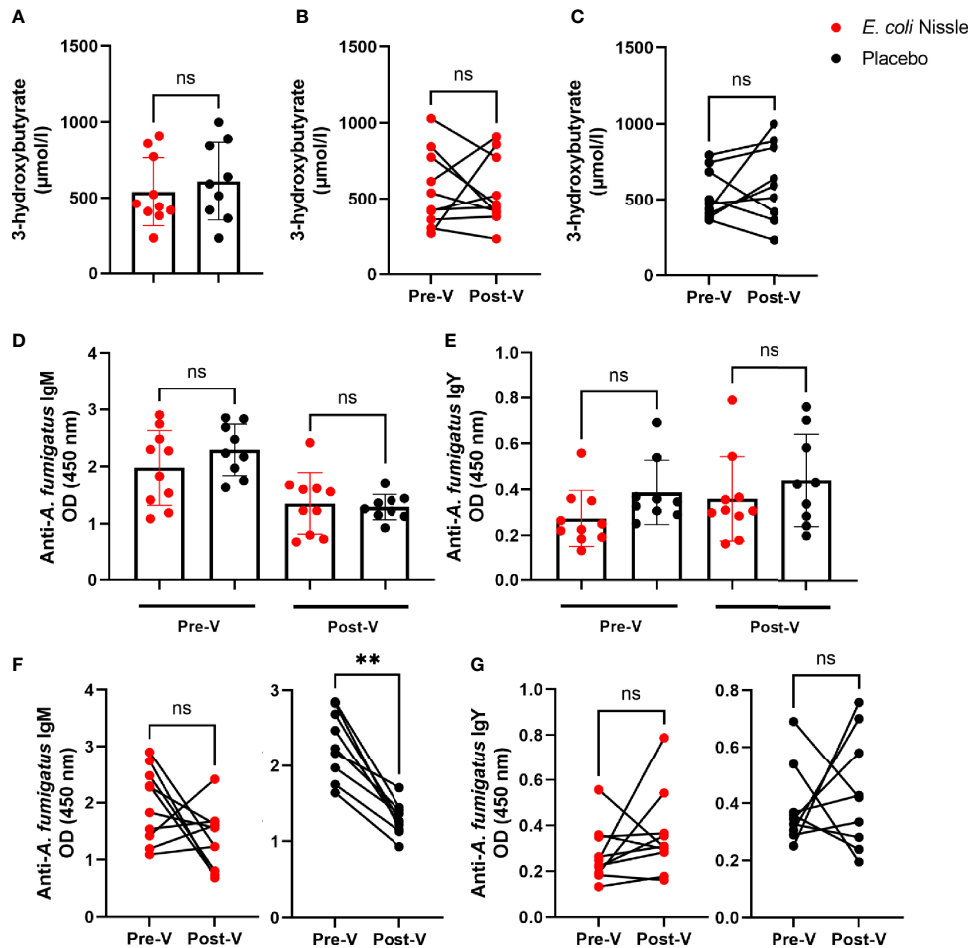 A
B
C
E. coli Nissle
Placebo
3-hydroxybutyrate
(μmol/l)
1500
1000
500
0
ns
3-hydroxybutyrate
(μmol/l)
1500
1000
500
0
ns
Pre-V Post-V
3-hydroxybutyrate
(μmol/l)
1500
1000
500
0
ns
Pre-V Post-V
D
Anti-A. fumigatus IgM
OD (450 nm)
4
3
2
1
0
ns
ns
Pre-V
Post-V
E
Anti-A. fumigatus IgY
OD (450 nm)
1.0
0.8
0.6
0.4
0.2
0.0
ns
ns
Pre-V
Post-V
F
Anti-A. fumigatus IgM
OD (450 nm)
4
3
2
1
0
ns
Pre-V Post-V
3
2
1
0
**
Pre-V Post-V
G
Anti-A. fumigatus IgY
OD (450 nm)
1.0
0.8
0.6
0.4
0.2
0.0
ns
Pre-V Post-V
0.8
0.6
0.4
0.2
0.0
ns
Pre-V Post-V